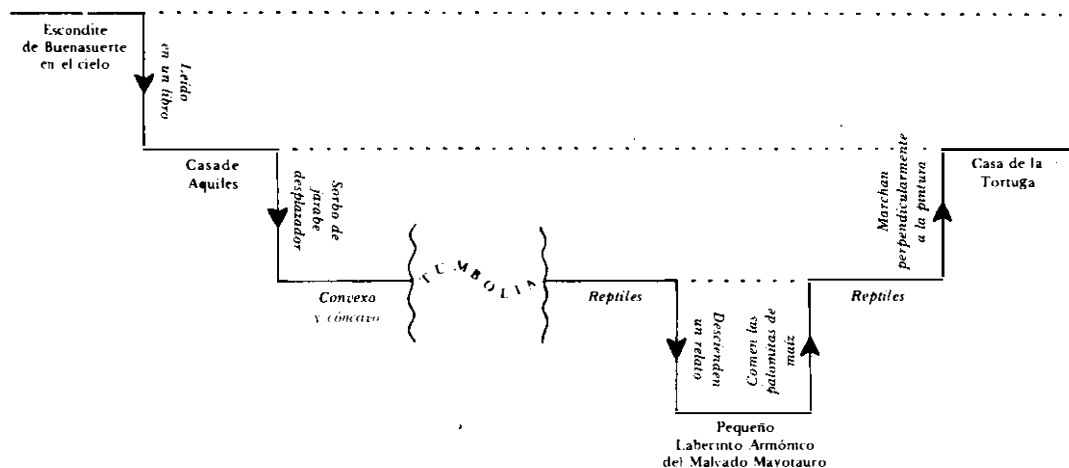 Escondite
de Buenasuerte
en el cielo
Leído
en un libro
Casa de
Aquiles
Sorbo de
jarabe
desplazador
Convexo
y cóncavo
TUMBOLIA
Reptiles
Descienden
un relato
Pequeño
Laberinto Armónico
del Malvado Mayotauro
Comen las
palomitas de
maíz
Reptiles
Marchan
perpendicularmente
a la pintura
Casa de la
Tortuga